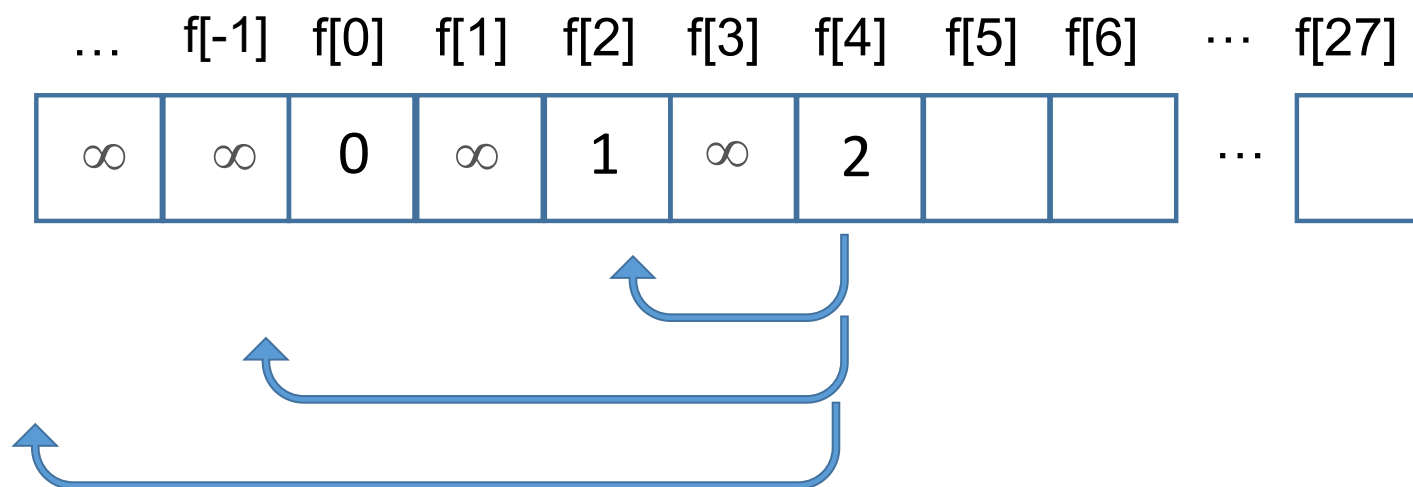 … f[-1] f[0] f[1] f[2] f[3] f[4] f[5] f[6] … f[27]
∞ ∞ 0 ∞ 1 ∞ 2 …